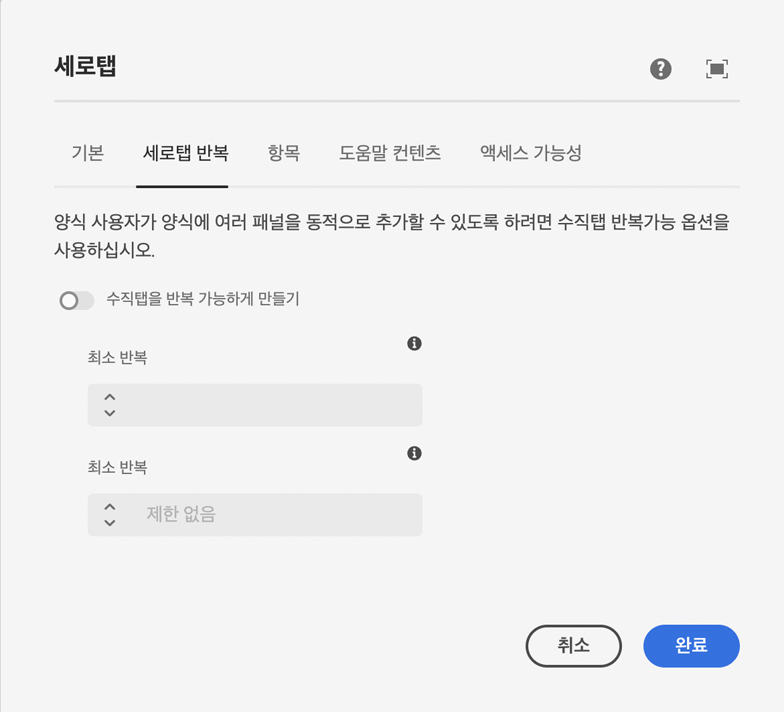 세로탭
기본 세로탭 반복 항목 도움말 컨텐츠 액세스 가능성
양식 사용자가 양식에 여러 패널을 동적으로 추가할 수 있도록 하려면 수직탭 반복가능 옵션을
사용하십시오.
수직탭을 반복 가능하게 만들기
최소 반복
최소 반복
제한 없음
취소 완료